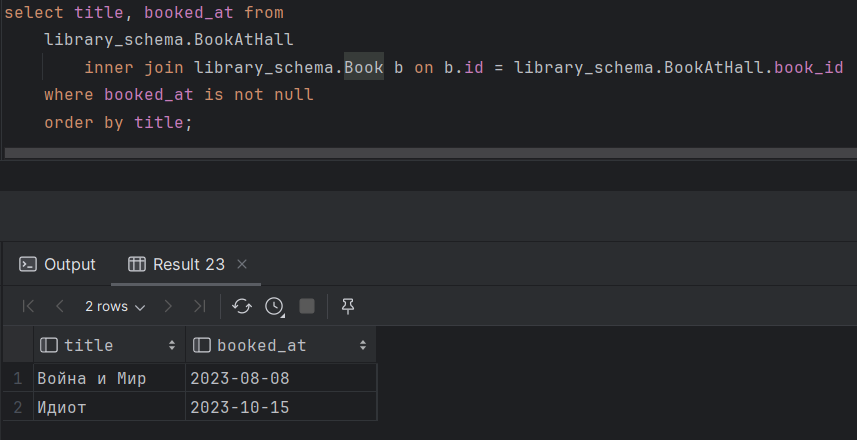 select title, booked_at from
library_schema.BookAtHall
inner join library_schema.Book b on b.id = library_schema.BookAtHall.book_id
where booked_at is not null
order by title;
Output Result 23
2 rows
title booked_at
1 Война и Мир 2023-08-08
2 Идиот 2023-10-15